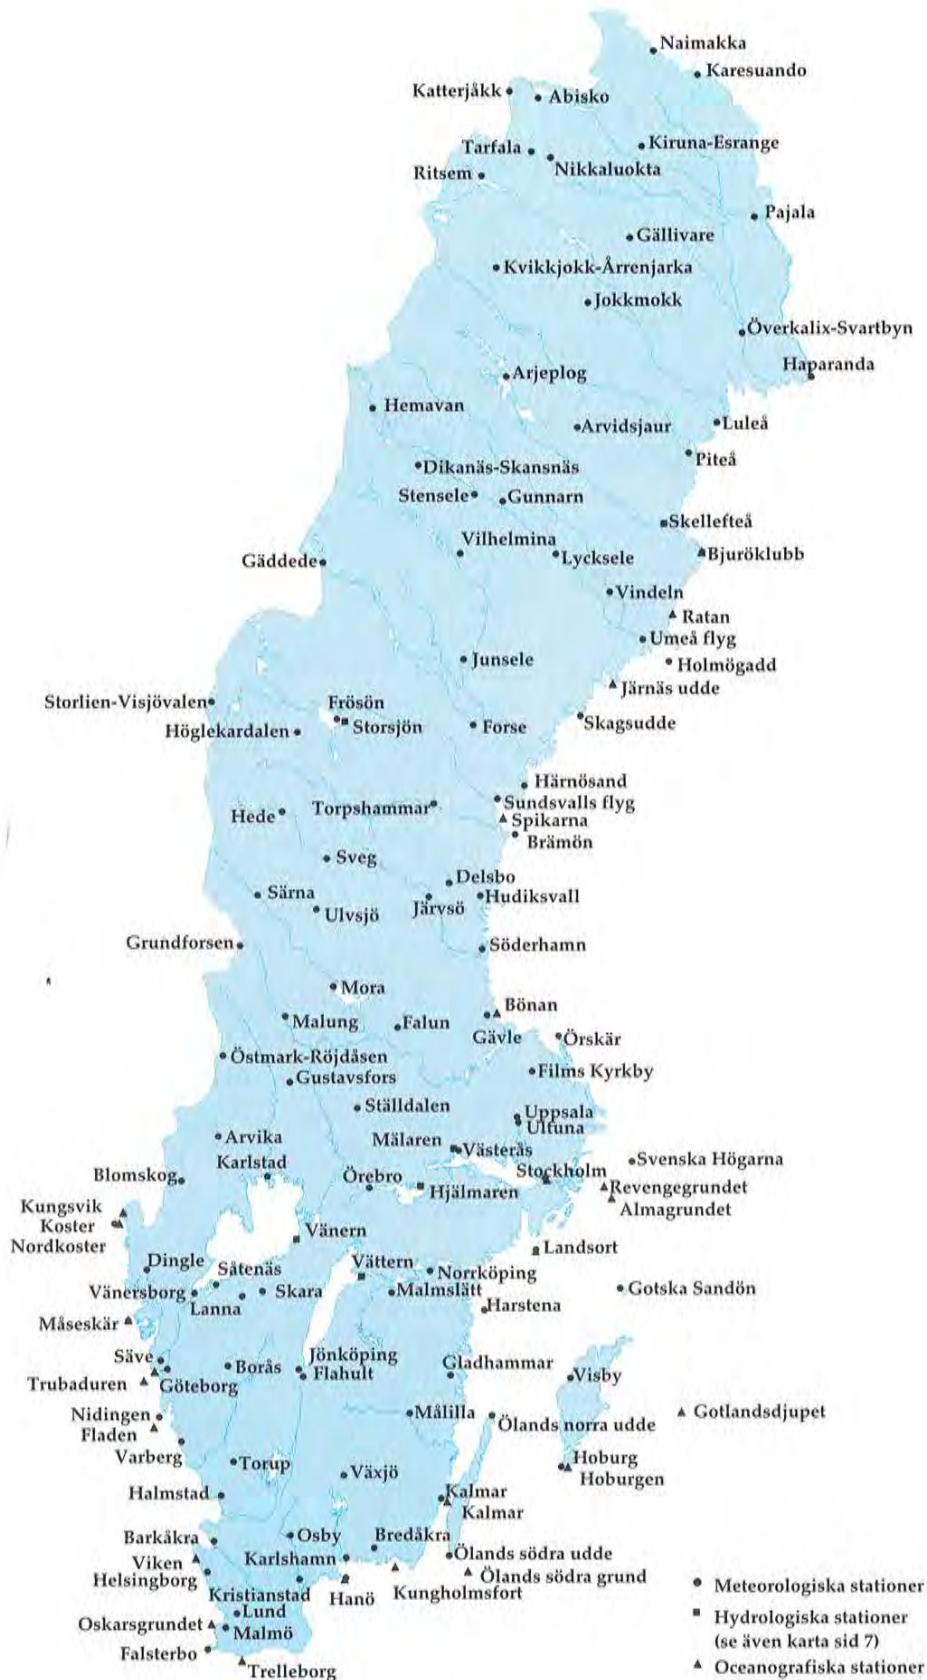 Naimakka
Karesuando
Katterjåkk
Abisko
Kiruna-Esrange
Tarfala
Nikkaluokta
Ritsem
Pajala
Gällivare
Kvikkjokk-Årrenjarka
Jokkmokk
Överkalix-Svartbyn
Haparanda
Arjeplog
Hemavan
Luleå
Arvidsjaur
Piteå
Dikanäs-Skansnäs
Stensele
Gunnarn
Skellefteå
Vilhelmina
Bjuröklubb
Lycksele
Gäddede
Vindeln
Ratan
Umeå flyg
Junsele
Holmögadd
Järnäs udde
Storlien-Visjövalen
Frösön
Storsjön
Forse
Skagsudde
Höglekardalen
Härnösand
Sundsvalls flyg
Torpshammar
Hede
Spikarna
Brämön
Sveg
Delsbo
Särna
Hudiksvall
Järvsö
Ulvsjö
Grundforsen
Söderhamn
Mora
Bönan
Malung
Falun
Gävle
Örskär
Östmark-Röjdåsen
Films Kyrkby
Gustavsfors
Ställdalen
Uppsala
Ultuna
Arvika
Mälaren
Västerås
Svenska Högarna
Karlstad
Stockholm
Blomskog
Örebro
Hjälmaren
Revengegrundet
Almagrundet
Kungsvik
Koster
Nordkoster
Vänern
Landsort
Dingle
Vättern
Norrköping
Såtenäs
Vänersborg
Skara
Malmslätt
Gotska Sandön
Lanna
Harstena
Måseskär
Säve
Jönköping
Gladhammar
Borås
Flahult
Visby
Trubaduren
Göteborg
Nidingen
Målilla
Gotlandsdjupet
Ölands norra udde
Fladen
Varberg
Torup
Hoburg
Växjö
Hoburgen
Halmstad
Kalmar
Kalmar
Barkåkra
Osby
Bredåkra
Viken
Karlshamn
Ölands södra udde
Helsingborg
Ölands södra grund
Kristianstad
Hanö
Kungholmsfort
Lund
Oskarsgrundet
Malmö
Falsterbo
Trelleborg
Meteorologiska stationer
Hydrologiska stationer
(se även karta sid 7)
Oceanografiska stationer